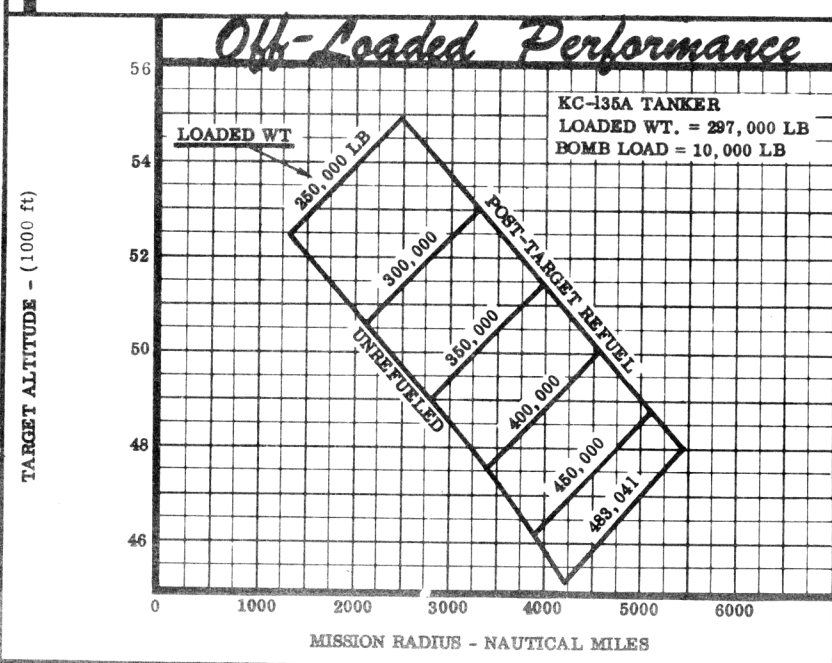 Off-Loaded Performance
KC-135A TANKER
LOADED WT. = 297,000 LB
BOMB LOAD = 10,000 LB
LOADED WT
250,000 LB
300,000
350,000
400,000
450,000
483,041
POST-TARGET REFUEL
UNREFUELED
TARGET ALTITUDE - (1000 ft)
56
54
52
50
48
46
0 1000 2000 3000 4000 5000 6000
MISSION RADIUS - NAUTICAL MILES